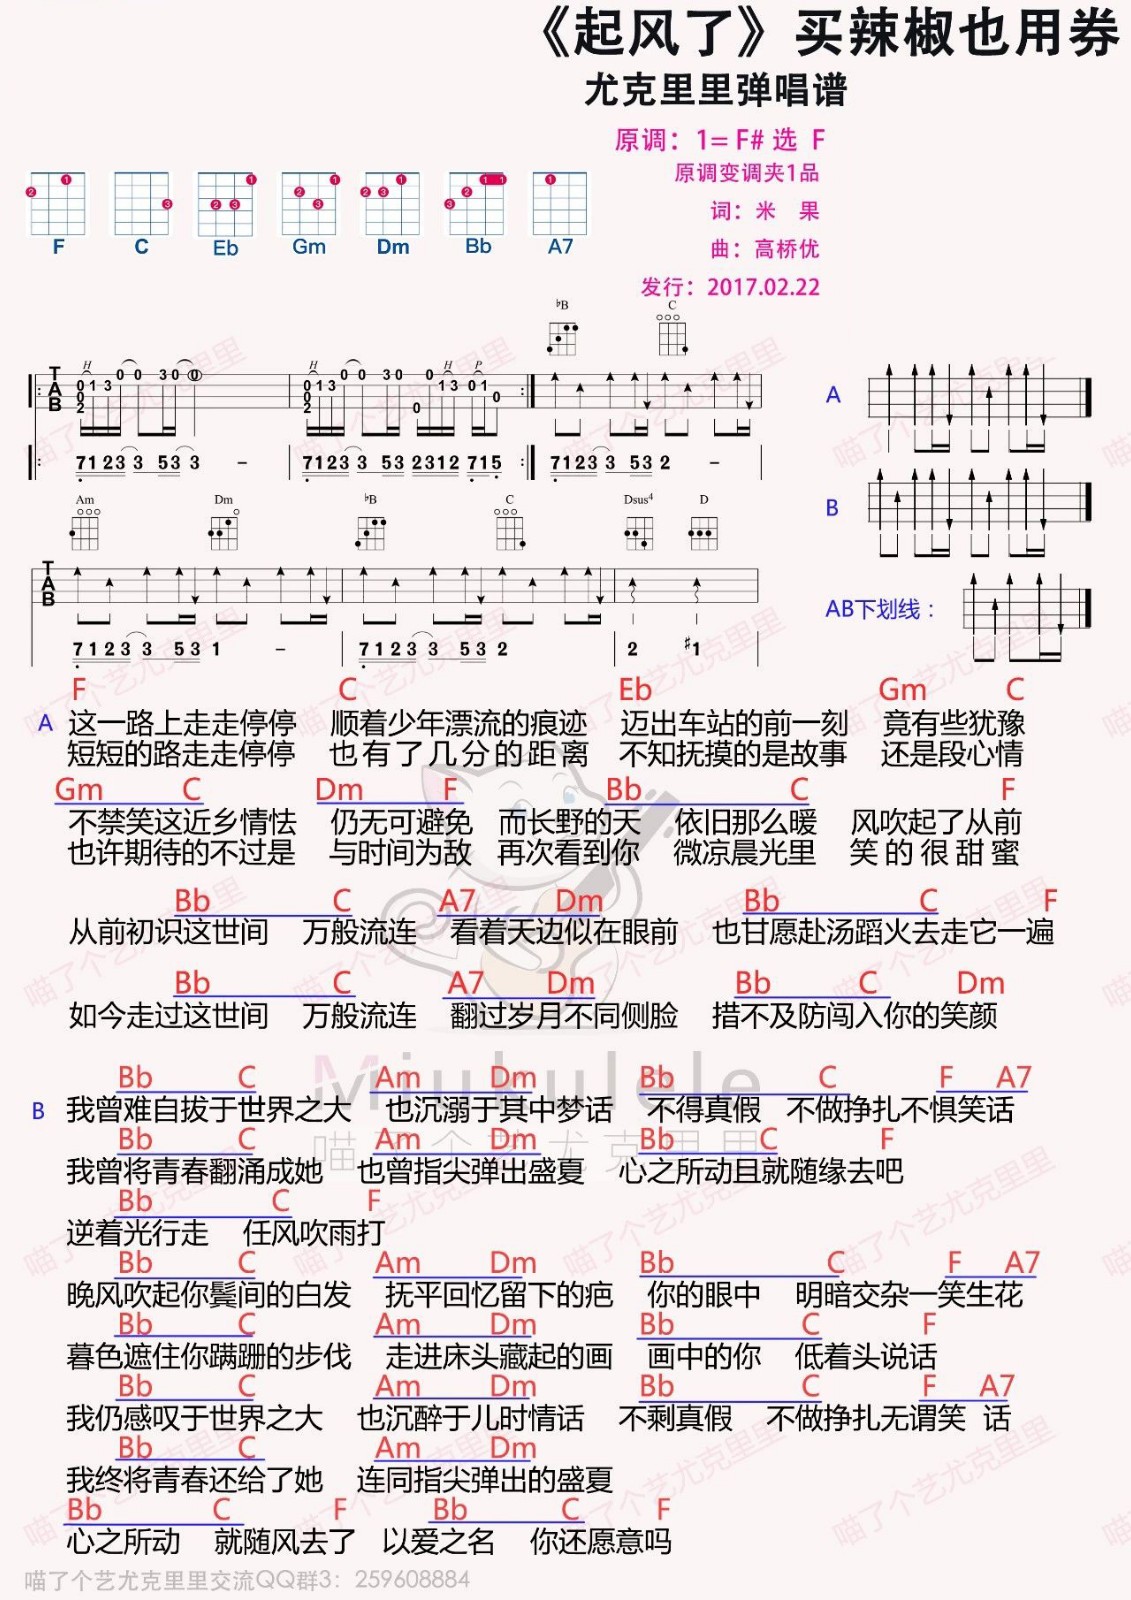 《起风了》买辣椒也用券
尤克里里弹唱谱
原调：1=F# 选 F
原调变调夹1品
词：米 果
曲：高桥优
发行：2017.02.22
F C Eb Gm Dm Bb A7
♭B C
H H H P
T A B
0 0 2 0 1 3 0 0 3 0 0
0 0 2 0 1 3 0 0 3 0 0 0 1 3 0 1 0
A
7123 3 53 3 －
7123 3 53 2312 715
7123 3 53 2 －
B
Am Dm ♭B C Dsus4 D
T A B
AB下划线：
7123 3 53 1 －
7123 3 53 2
2 #1
F C Eb Gm C
A 这一路上走走停停 顺着少年漂流的痕迹 迈出车站的前一刻 竟有些犹豫
短短的路走走停停 也有了几分的距离 不知抚摸的是故事 还是段心情
Gm C Dm F Bb C F
不禁笑这近乡情怯 仍无可避免 而长野的天 依旧那么暖 风吹起了从前
也许期待的不过是 与时间为敌 再次看到你 微凉晨光里 笑的很甜蜜
Bb C A7 Dm Bb C F
从前初识这世间 万般流连 看着天边似在眼前 也甘愿赴汤蹈火去走它一遍
Bb C A7 Dm Bb C Dm
如今走过这世间 万般流连 翻过岁月不同侧脸 措不及防闯入你的笑颜
Miukulele
喵了个艺尤克里里
Bb C Am Dm Bb C F A7
B 我曾难自拔于世界之大 也沉溺于其中梦话 不得真假 不做挣扎不惧笑话
Bb C Am Dm Bb C F
我曾将青春翻涌成她 也曾指尖弹出盛夏 心之所动且就随缘去吧
Bb C F
逆着光行走 任风吹雨打
Bb C Am Dm Bb C F A7
晚风吹起你鬓间的白发 抚平回忆留下的疤 你的眼中 明暗交杂一笑生花
Bb C Am Dm Bb C F
暮色遮住你蹒跚的步伐 走进床头藏起的画 画中的你 低着头说话
Bb C Am Dm Bb C F A7
我仍感叹于世界之大 也沉醉于儿时情话 不剩真假 不做挣扎无谓笑 话
Bb C Am Dm
我终将青春还给了她 连同指尖弹出的盛夏
Bb C F Bb C F
心之所动 就随风去了 以爱之名 你还愿意吗
喵了个艺尤克里里交流QQ群3：259608884